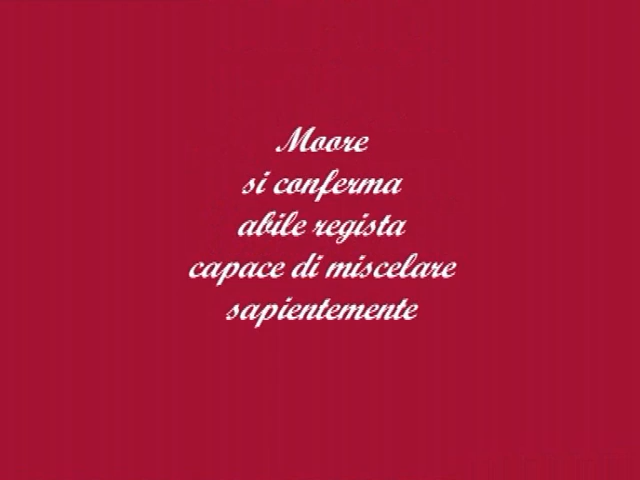 Moore
si conferma
abile regista
capace di miscelare
sapientemente